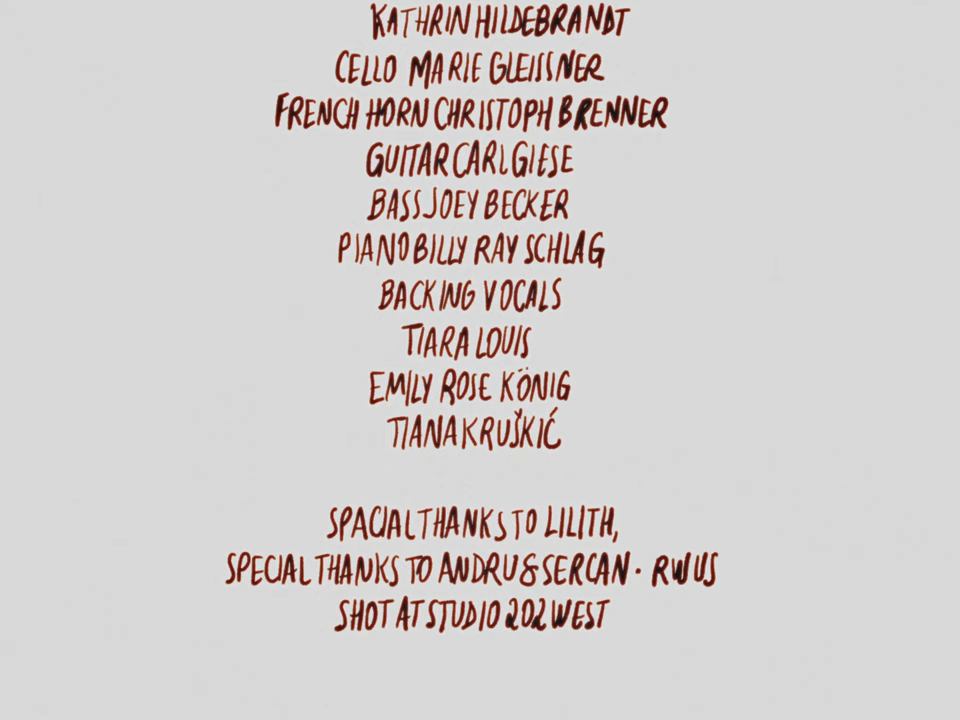 KATHRIN HILDEBRANDT
CELLO MARIE GLEISSNER
FRENCH HORN CHRISTOPH BRENNER
GUITAR CARL GIESE
BASS JOEY BECKER
PIANO BILLY RAY SCHLAG
BACKING VOCALS
TIARA LOUIS
EMILY ROSE KÖNIG
TIANA KRUŠKIĆ
SPACIAL THANKS TO LILITH,
SPECIAL THANKS TO ANDRU & SERCAN · RW US
SHOT AT STUDIO 202 WEST